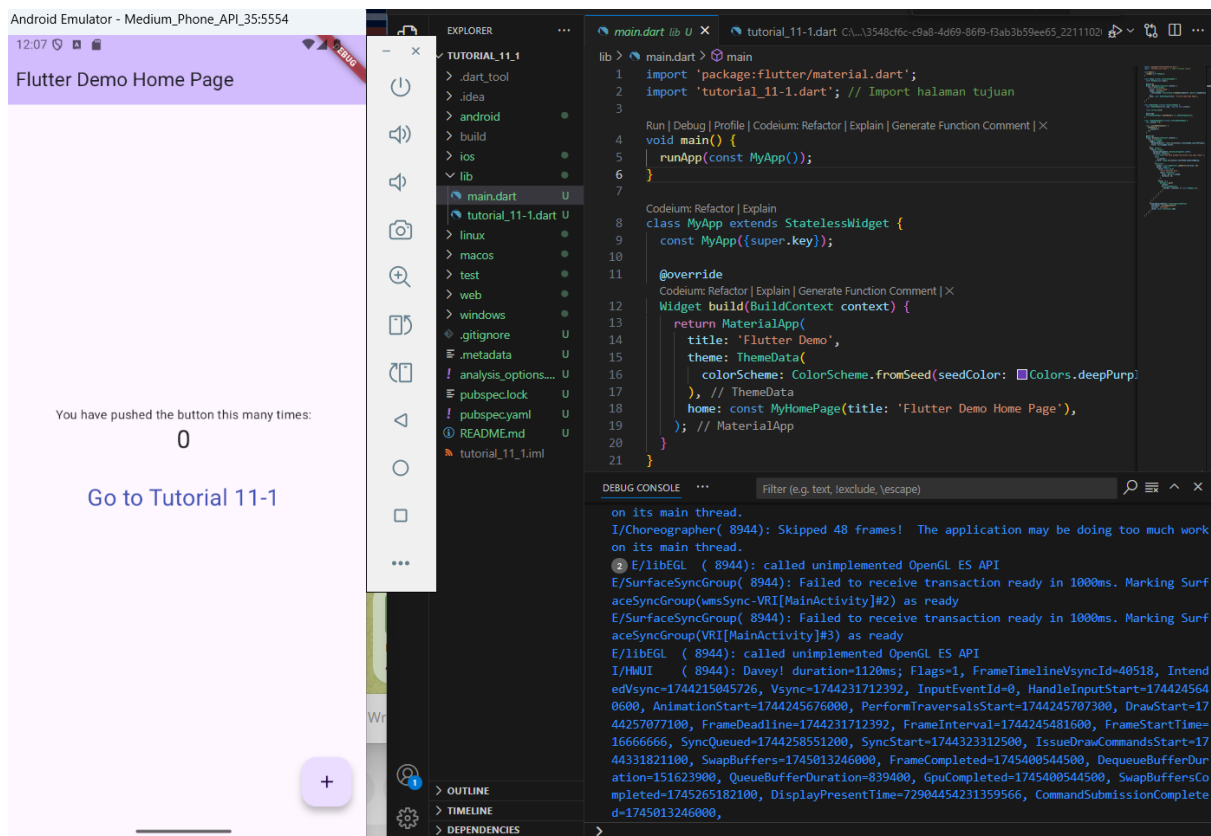 Android Emulator - Medium_Phone_API_35:5554
12:07
DEBUG
Flutter Demo Home Page
You have pushed the button this many times:
0
Go to Tutorial 11-1
+
Wr
EXPLORER
TUTORIAL_11_1
.dart_tool
.idea
android
build
ios
lib
main.dart U
tutorial_11-1.dart U
linux
macos
test
web
windows
.gitignore U
.metadata U
analysis_options.... U
pubspec.lock U
pubspec.yaml U
README.md U
tutorial_11_1.iml
1
OUTLINE
TIMELINE
DEPENDENCIES
main.dart lib U
tutorial_11-1.dart C:\...\3548cf6c-c9a8-4d69-86f9-f3ab3b59ee65_2211102
lib > main.dart > main
1 import 'package:flutter/material.dart';
2 import 'tutorial_11-1.dart'; // Import halaman tujuan
3
Run | Debug | Profile | Codeium: Refactor | Explain | Generate Function Comment | ×
4 void main() {
5 runApp(const MyApp());
6 }
7
Codeium: Refactor | Explain
8 class MyApp extends StatelessWidget {
9 const MyApp({super.key});
10
11 @override
Codeium: Refactor | Explain | Generate Function Comment | ×
12 Widget build(BuildContext context) {
13 return MaterialApp(
14 title: 'Flutter Demo',
15 theme: ThemeData(
16 colorScheme: ColorScheme.fromSeed(seedColor: Colors.deepPurpl
17 ), // ThemeData
18 home: const MyHomePage(title: 'Flutter Demo Home Page'),
19 ); // MaterialApp
20 }
21 }
DEBUG CONSOLE
Filter (e.g. text, !exclude, \escape)
on its main thread.
I/Choreographer( 8944): Skipped 48 frames!  The application may be doing too much work
on its main thread.
2 E/libEGL  ( 8944): called unimplemented OpenGL ES API
E/SurfaceSyncGroup( 8944): Failed to receive transaction ready in 1000ms. Marking Surf
aceSyncGroup(wmsSync-VRI[MainActivity]#2) as ready
E/SurfaceSyncGroup( 8944): Failed to receive transaction ready in 1000ms. Marking Surf
aceSyncGroup(VRI[MainActivity]#3) as ready
E/libEGL  ( 8944): called unimplemented OpenGL ES API
I/HWUI    ( 8944): Davey! duration=1120ms; Flags=1, FrameTimelineVsyncId=40518, Intend
edVsync=1744215045726, Vsync=1744231712392, InputEventId=0, HandleInputStart=174424564
0600, AnimationStart=1744245676000, PerformTraversalsStart=1744245707300, DrawStart=17
44257077100, FrameDeadline=1744231712392, FrameInterval=1744245481600, FrameStartTime=
16666666, SyncQueued=1744258551200, SyncStart=1744323312500, IssueDrawCommandsStart=17
44331821100, SwapBuffers=1745013246000, FrameCompleted=1745400544500, DequeueBufferDur
ation=151623900, QueueBufferDuration=839400, GpuCompleted=1745400544500, SwapBuffersCo
mpleted=1745265182100, DisplayPresentTime=72904454231359566, CommandSubmissionComplete
d=1745013246000,